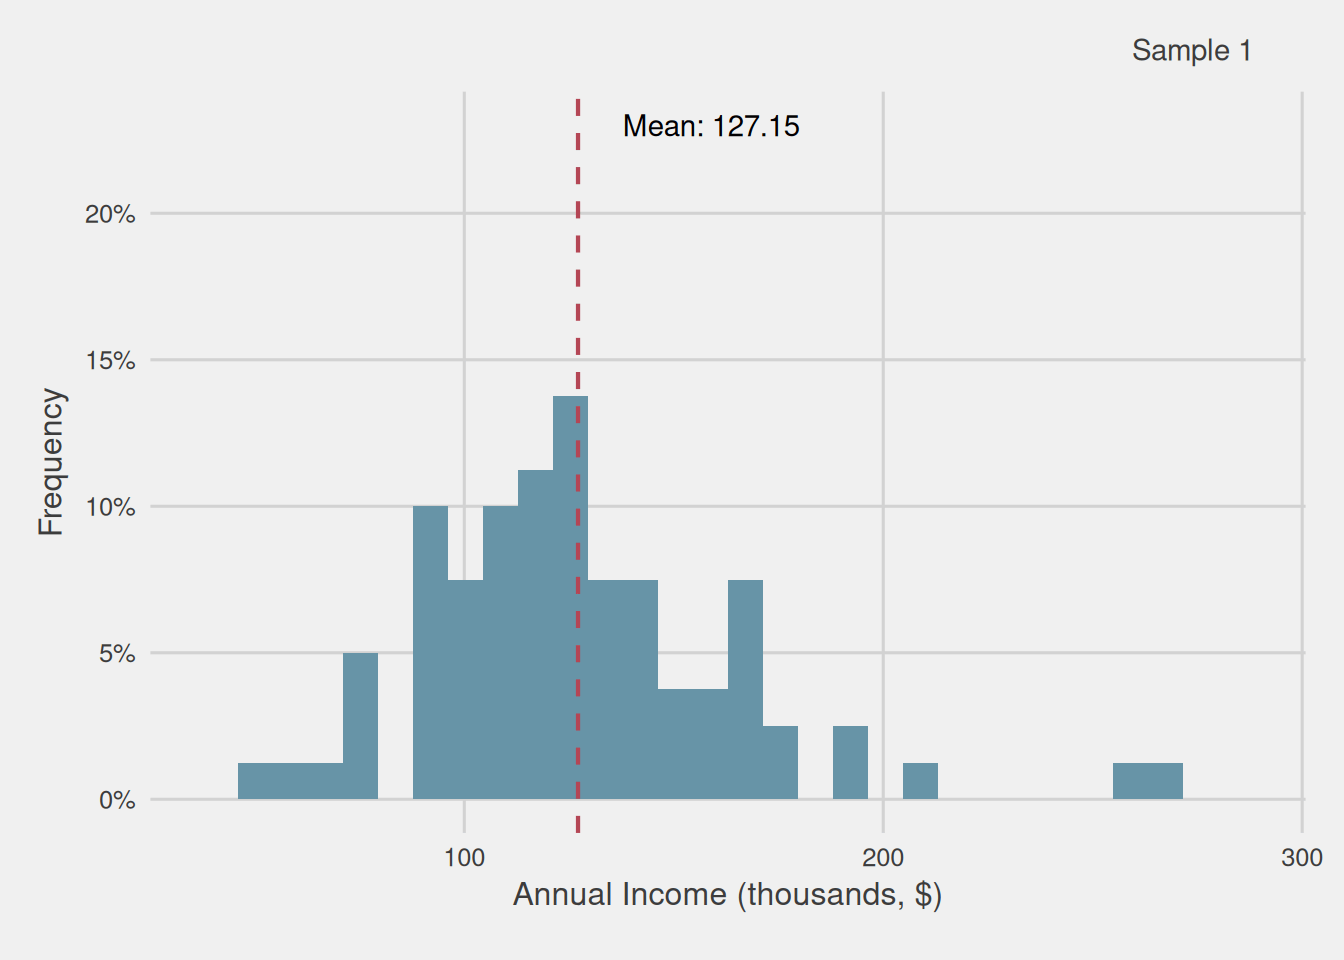 Sample 1
Mean: 127.15
20%
15%
10%
5%
0%
Frequency
100
200
300
Annual Income (thousands, $)